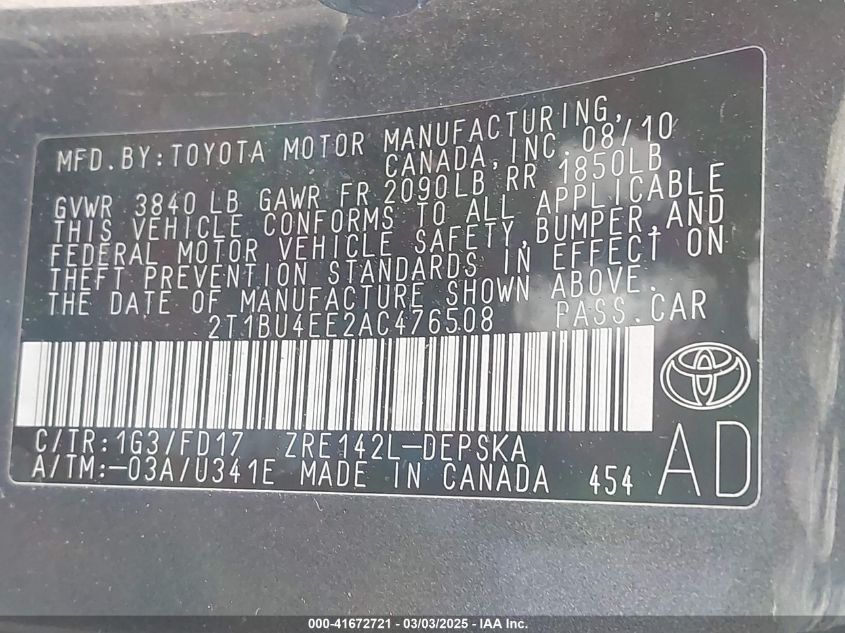 MFD.BY:TOYOTA MOTOR MANUFACTURING,
CANADA,INC. 08/10
GVWR 3840 LB GAWR FR 2090LB RR 1850LB
THIS VEHICLE CONFORMS TO ALL APPLICABLE
FEDERAL MOTOR VEHICLE SAFETY,BUMPER,AND
THEFT PREVENTION STANDARDS IN EFFECT ON
THE DATE OF MANUFACTURE SHOWN ABOVE.
2T1BU4EE2AC476508 PASS.CAR
C/TR:1G3/FD17 ZRE142L-DEPSKA
A/TM:-03A/U341E MADE IN CANADA 454
AD
000-41672721 - 03/03/2025 - IAA Inc.